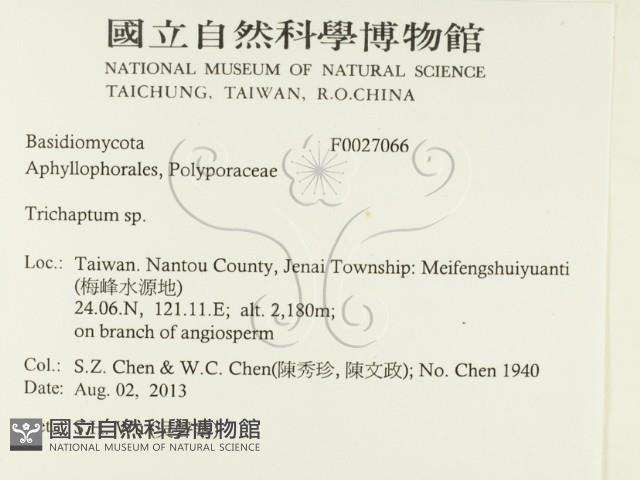 國立自然科學博物館
NATIONAL MUSEUM OF NATURAL SCIENCE
TAICHUNG, TAIWAN, R.O.CHINA
Basidiomycota F0027066
Aphyllophorales, Polyporaceae
Trichaptum sp.
Loc.: Taiwan. Nantou County, Jenai Township: Meifengshuiyuanti
(梅峰水源地)
24.06.N, 121.11.E; alt. 2,180m;
on branch of angiosperm
Col.: S.Z. Chen & W.C. Chen(陳秀珍, 陳文政); No. Chen 1940
Date: Aug. 02, 2013
國立自然科學博物館
NATIONAL MUSEUM OF NATURAL SCIENCE